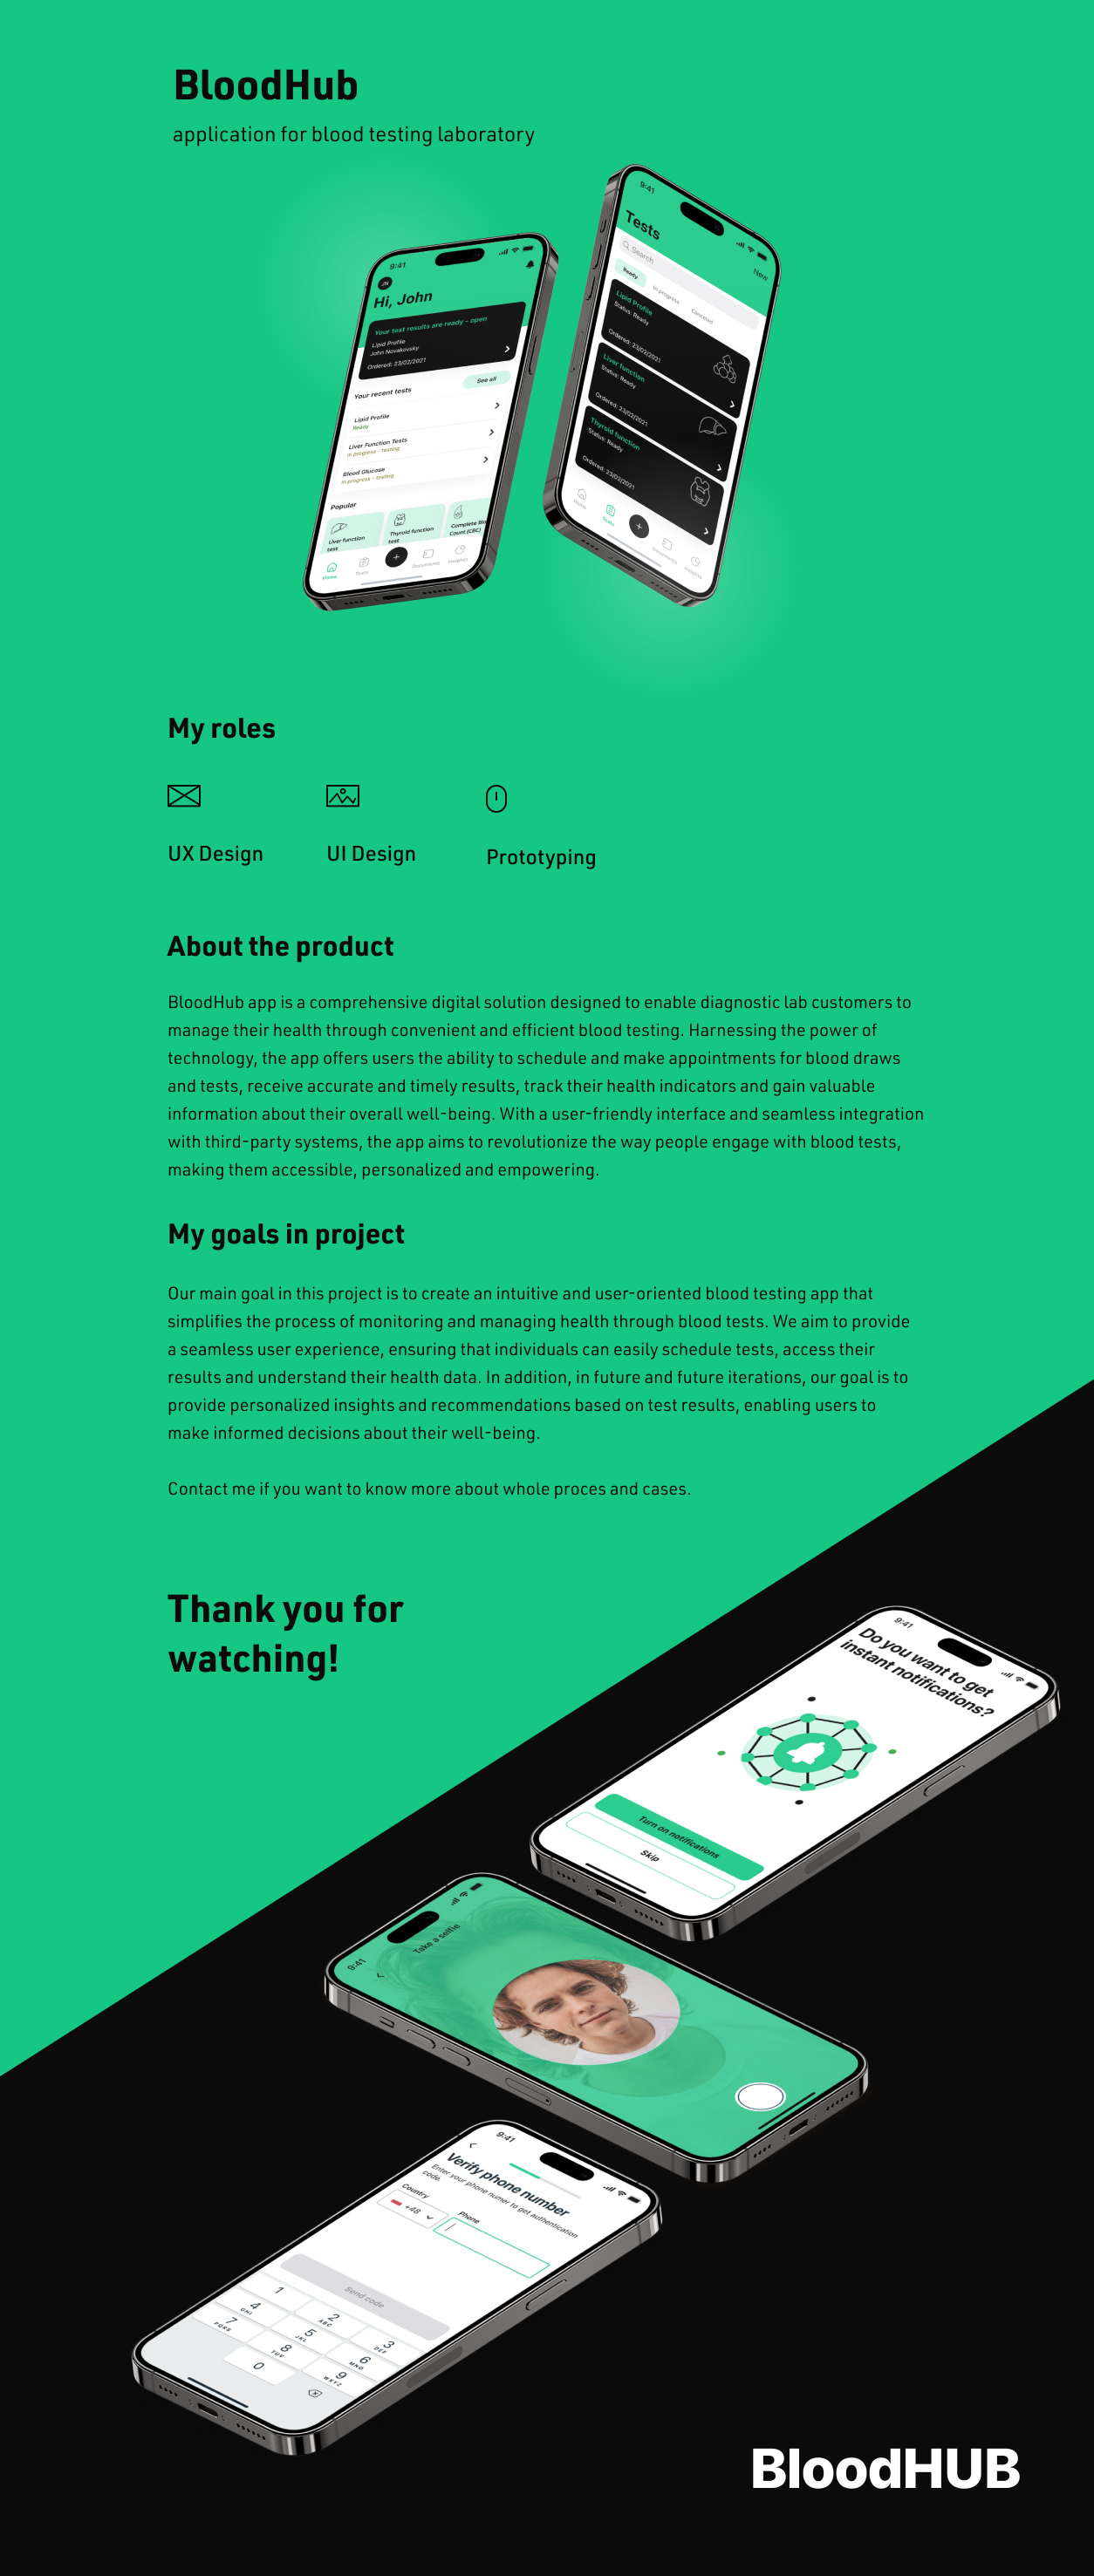 BloodHub
application for blood testing laboratory
9:41
JN
Hi, John
Your test results are ready - open
Lipid Profile
John Novakovsky
Ordered: 23/02/2021
Your recent tests
See all
Lipid Profile
Ready
Liver Function Tests
In progress - testing
Blood Glucose
In progress - testing
Popular
Liver function
test
Thyroid function
test
Complete Blo
Count (CBC)
Home
Tests
+
Documents
Insights
9:41
Tests
New
Search
Ready
In progress
Canceled
Lipid Profile
Status: Ready
Ordered: 23/02/2021
Liver function
Status: Ready
Ordered: 23/02/2021
Thyroid function
Status: Ready
Ordered: 23/02/2021
Home
Tests
+
Documents
Insights
My roles
UX Design
UI Design
Prototyping
About the product
BloodHub app is a comprehensive digital solution designed to enable diagnostic lab customers to
manage their health through convenient and efficient blood testing. Harnessing the power of
technology, the app offers users the ability to schedule and make appointments for blood draws
and tests, receive accurate and timely results, track their health indicators and gain valuable
information about their overall well-being. With a user-friendly interface and seamless integration
with third-party systems, the app aims to revolutionize the way people engage with blood tests,
making them accessible, personalized and empowering.
My goals in project
Our main goal in this project is to create an intuitive and user-oriented blood testing app that
simplifies the process of monitoring and managing health through blood tests. We aim to provide
a seamless user experience, ensuring that individuals can easily schedule tests, access their
results and understand their health data. In addition, in future and future iterations, our goal is to
provide personalized insights and recommendations based on test results, enabling users to
make informed decisions about their well-being.
Contact me if you want to know more about whole proces and cases.
Thank you for
watching!
9:41
Do you want to get
instant notifications?
Turn on notifications
Skip
9:41
Take a selfie
9:41
Verify phone number
Enter your phone numer to get authentication
code.
Country
Phone
+48
Send code
1
2
ABC
3
DEF
4
GHI
5
JKL
6
MNO
7
PQRS
8
TUV
9
WXYZ
0
BloodHUB